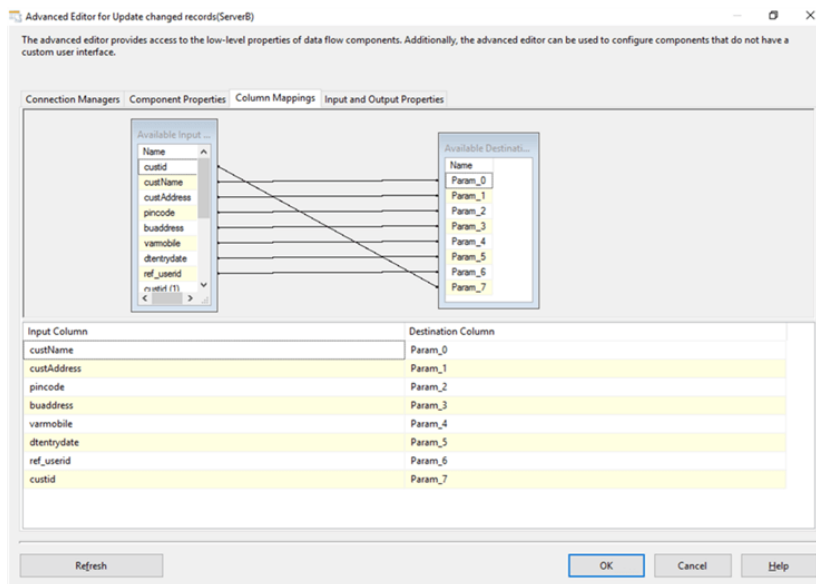 Advanced Editor for Update changed records(ServerB)
The advanced editor provides access to the low-level properties of data flow components. Additionally, the advanced editor can be used to configure components that do not have a
custom user interface.
Connection Managers Component Properties Column Mappings Input and Output Properties
Available Input ...
Name
custid
custName
custAddress
pincode
buaddress
varmobile
dtentrydate
ref_userid
custid (1)
Available Destinati...
Name
Param_0
Param_1
Param_2
Param_3
Param_4
Param_5
Param_6
Param_7
Input Column Destination Column
custName Param_0
custAddress Param_1
pincode Param_2
buaddress Param_3
varmobile Param_4
dtentrydate Param_5
ref_userid Param_6
custid Param_7
Refresh OK Cancel Help